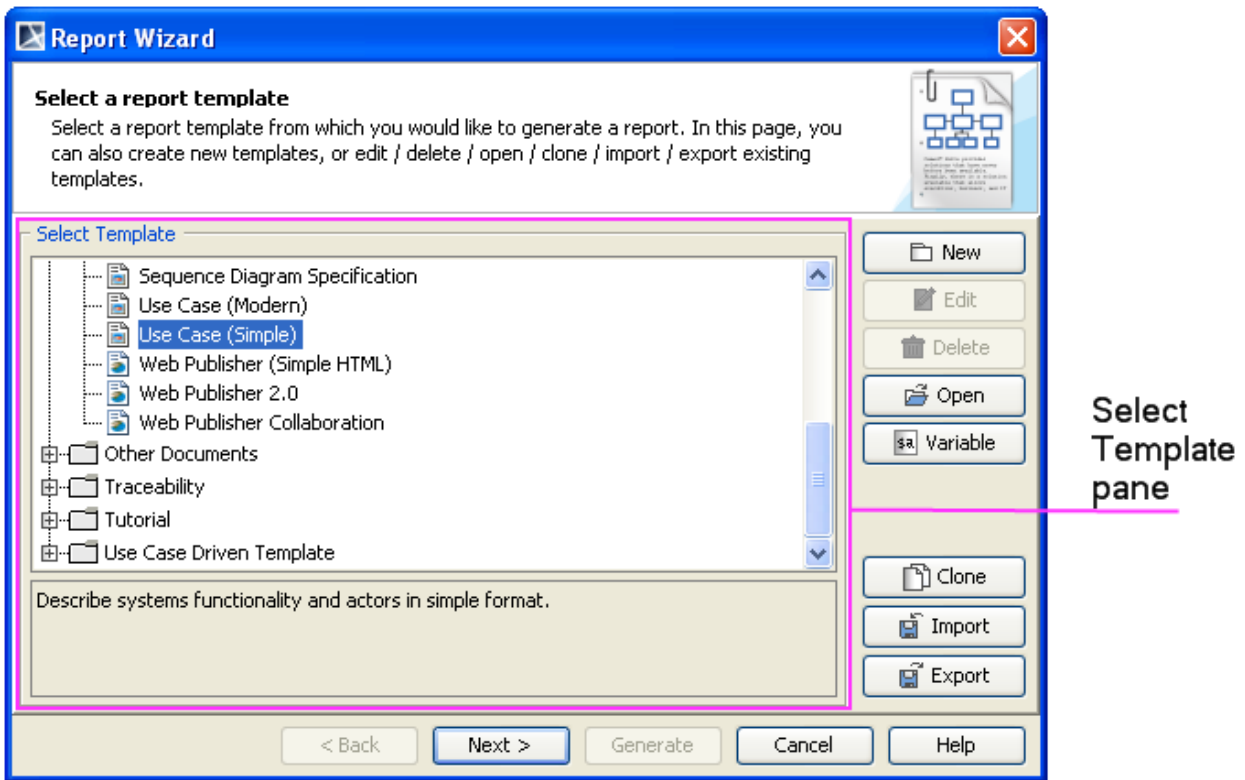 Report Wizard
Select a report template
Select a report template from which you would like to generate a report. In this page, you
can also create new templates, or edit / delete / open / clone / import / export existing
templates.
Select Template
Sequence Diagram Specification
Use Case (Modern)
Use Case (Simple)
Web Publisher (Simple HTML)
Web Publisher 2.0
Web Publisher Collaboration
Other Documents
Traceability
Tutorial
Use Case Driven Template
Describe systems functionality and actors in simple format.
New
Edit
Delete
Open
Variable
Clone
Import
Export
< Back
Next >
Generate
Cancel
Help
Select
Template
pane